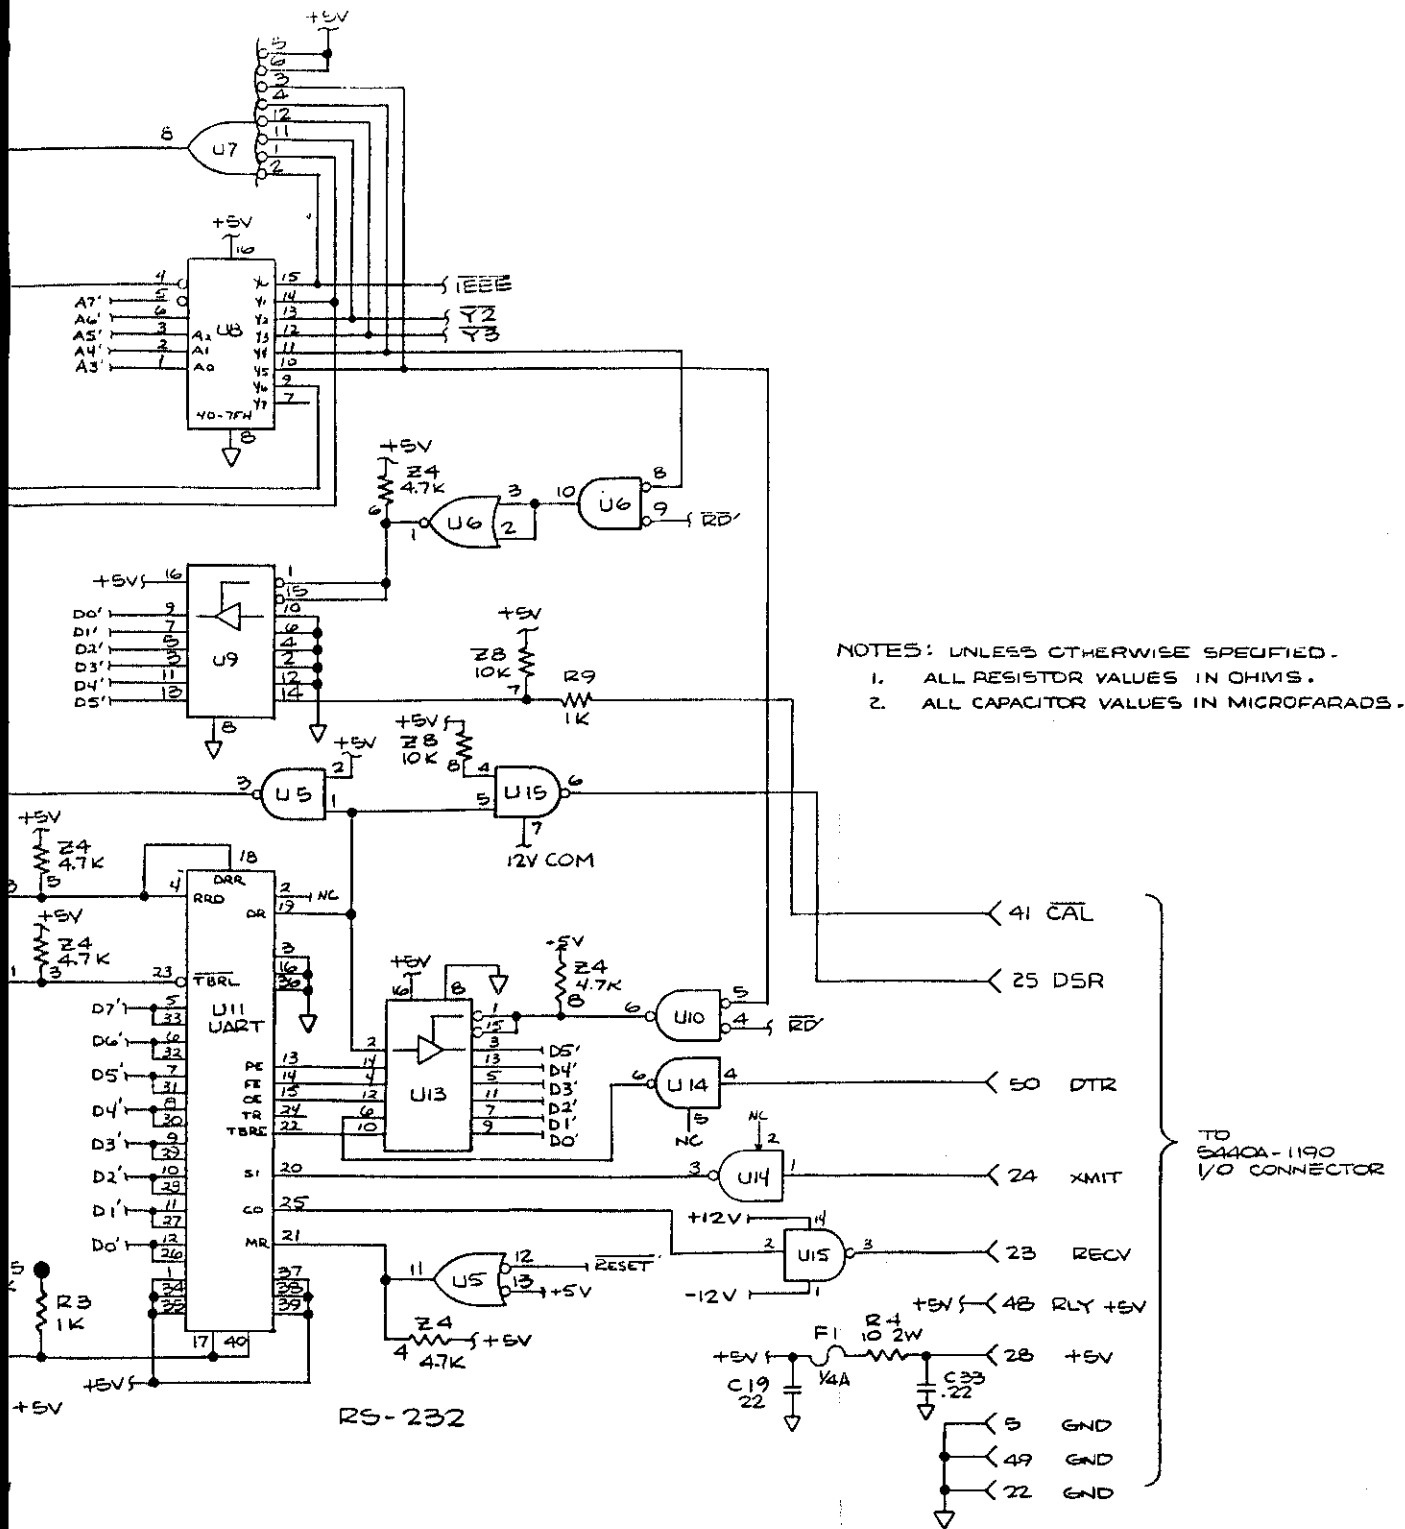 +5V
5
6
3
4
12
11
1
2
8
U7
+5V
16
4
5
6
3
2
1
A7'
A6'
A5'
A4'
A3'
A2
A1
A0
U8
40-7FH
8
Y1
Y2
Y3
Y4
Y5
Y6
Y7
15
14
13
12
11
10
9
7
IEEE
Y2
Y3
+5V
Z4
4.7K
6
1
U6
3
2
10
U6
8
9
RD'
+5V
16
1
15
D0' 9
D1' 7
D2' 5
D3' 3
D4' 11
D5' 13
U9
10
6
4
2
12
14
8
+5V
Z8
10K
7
R9
1K
NOTES: UNLESS OTHERWISE SPECIFIED.
1. ALL RESISTOR VALUES IN OHMS.
2. ALL CAPACITOR VALUES IN MICROFARADS.
+5V
Z8
10K
8
+5V
2
3
U5
1
4
5
U15
6
7
12V COM
+5V
Z4
4.7K
5
+5V
Z4
4.7K
3
1
18
DRR
4
RRD
2
NC
DR
19
3
16
36
23
TBRL
U11
UART
D7' 5
33
D6' 6
32
D5' 7
31
D4' 8
30
D3' 9
29
D2' 10
28
D1' 11
27
D0' 12
26
1
34
35
PE 13
FE 14
OE 15
TR 24
TBRE 22
SI 20
CO 25
MR 21
37
38
39
17
40
+5V
16
8
1
15
2
14
4
12
6
10
U13
3 D5'
13 D4'
5 D3'
11 D2'
7 D1'
9 D0'
+5V
Z4
4.7K
8
6
U10
5
4
RD'
6
U14
4
5
NC
3
U14
NC
2
1
+12V
14
2
U15
3
-12V
1
11
U5
12
13
RESET'
+5V
Z4
4
4.7K
+5V
R3
1K
5
+5V
+5V
RS-232
41 CAL
25 DSR
50 DTR
24 XMIT
23 RECV
+5V 48 RLY +5V
+5V
F1
1/4A
R4
10 2W
28 +5V
C19
.22
C33
.22
5 GND
49 GND
22 GND
TO
5440A-1190
I/O CONNECTOR